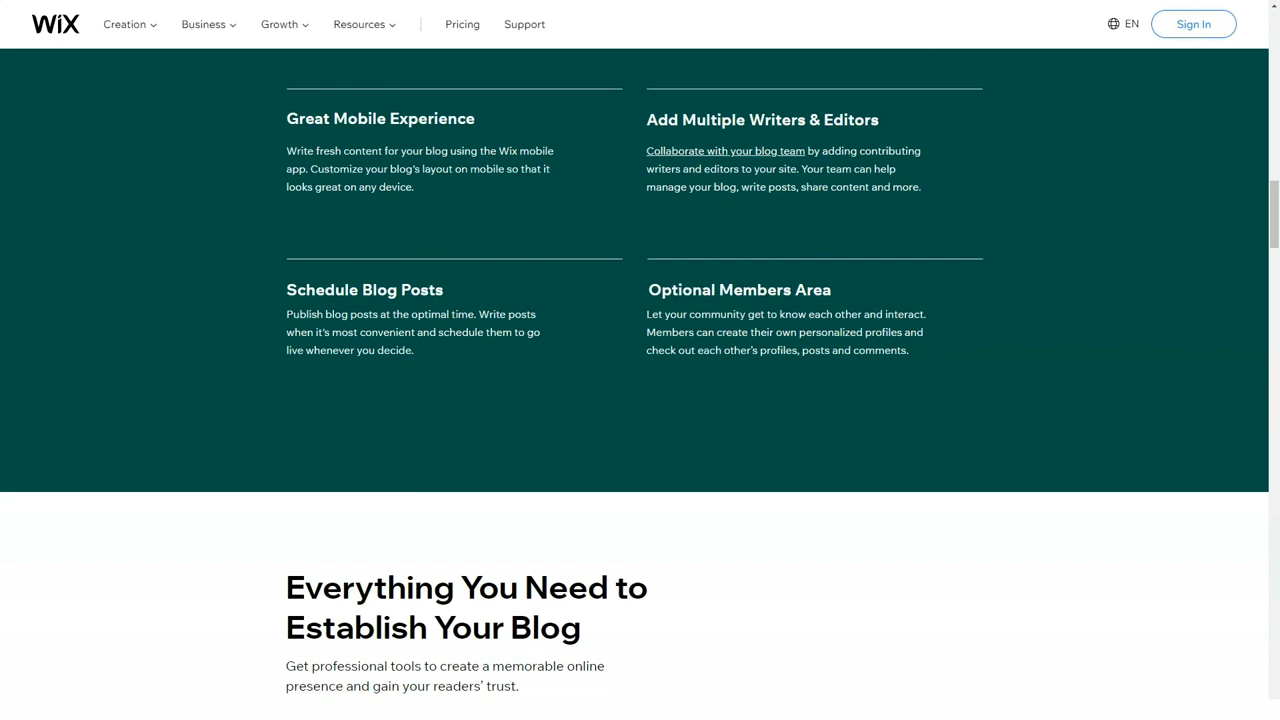 WiX Creation Business Growth Resources Pricing Support EN Sign In
Great Mobile Experience
Write fresh content for your blog using the Wix mobile
app. Customize your blog's layout on mobile so that it
looks great on any device.
Add Multiple Writers & Editors
Collaborate with your blog team by adding contributing
writers and editors to your site. Your team can help
manage your blog, write posts, share content and more.
Schedule Blog Posts
Publish blog posts at the optimal time. Write posts
when it's most convenient and schedule them to go
live whenever you decide.
Optional Members Area
Let your community get to know each other and interact.
Members can create their own personalized profiles and
check out each other's profiles, posts and comments.
Everything You Need to
Establish Your Blog
Get professional tools to create a memorable online
presence and gain your readers' trust.